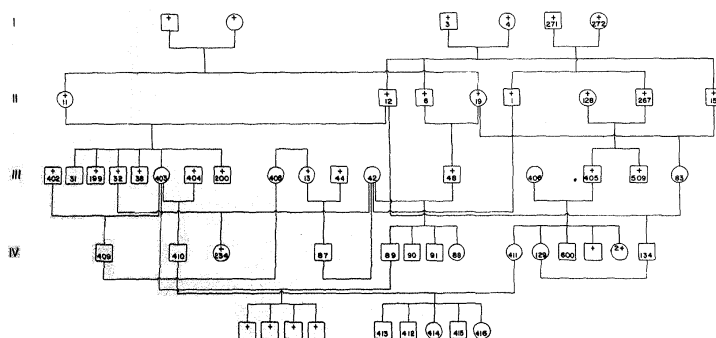 I + + + 3 + 4 + 271 + 272
II + 11 + 12 + 6 + 19 + 1 + 128 + 267 + 15
III + 402 31 + 199 + 32 + 38 403 + 404 + 200 408 + 13 + 44 42 + 48 406 + 405 + 509 83
IV 409 410 + 234 87 89 90 91 88 411 129 600 + 2+ 134
+ + + + 413 412 414 415 416